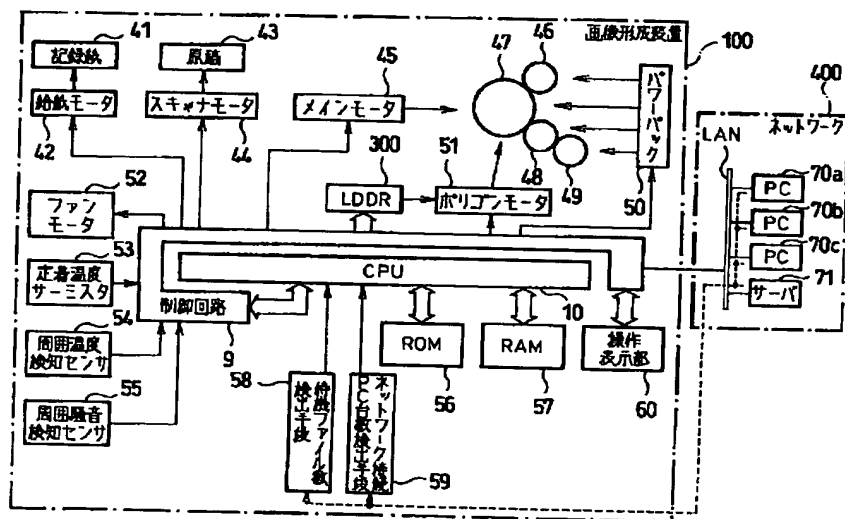 41
記録紙
43
原稿
45
46
47
画像形成装置
100
給紙モータ
42
スキャナモータ
44
メインモータ
パワーパック
50
48
49
400
ネットワーク
LAN
70a
PC
70b
PC
70c
PC
71
サーバ
52
ファン
モータ
300
LDDR
51
ポリゴンモータ
53
定着温度
サーミスタ
CPU
制御回路
9
10
54
周囲温度
検知センサ
ROM
56
RAM
57
操作
表示部
60
55
周囲騒音
検知センサ
58
待機ファイル数
検出手段
ネットワーク接続
PC台数検出手段
59